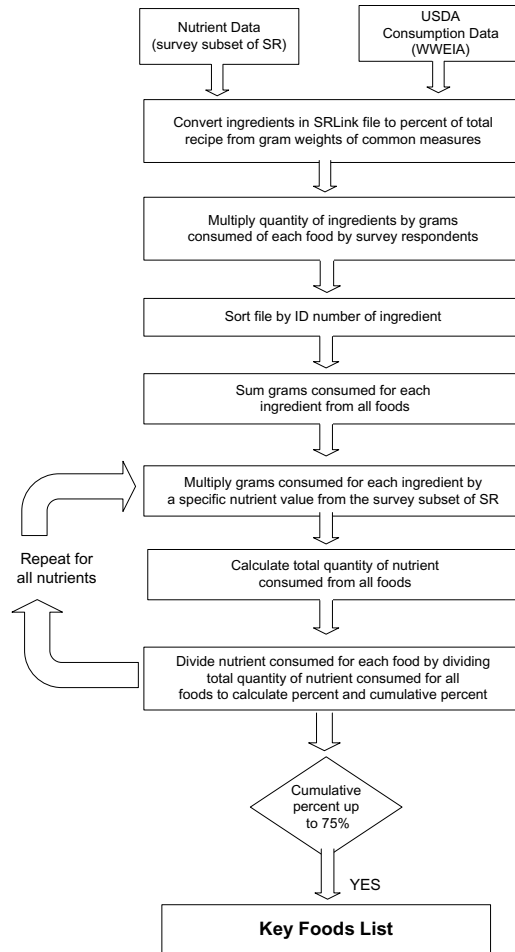 Nutrient Data
(survey subset of SR)
USDA
Consumption Data
(WWEIA)
Convert ingredients in SRLink file to percent of total
recipe from gram weights of common measures
Multiply quantity of ingredients by grams
consumed of each food by survey respondents
Sort file by ID number of ingredient
Sum grams consumed for each
ingredient from all foods
Multiply grams consumed for each ingredient by
a specific nutrient value from the survey subset of SR
Repeat for
all nutrients
Calculate total quantity of nutrient
consumed from all foods
Divide nutrient consumed for each food by dividing
total quantity of nutrient consumed for all
foods to calculate percent and cumulative percent
Cumulative
percent up
to 75%
YES
Key Foods List